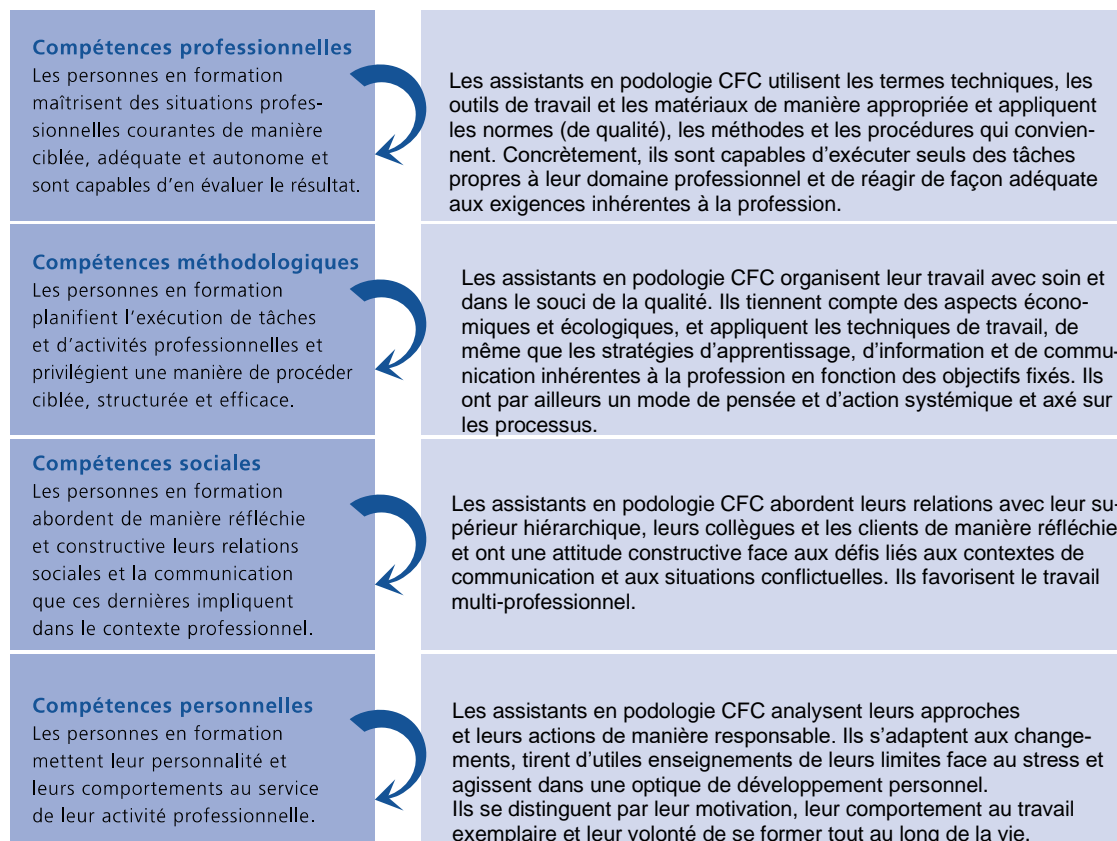 Compétences professionnelles
Les personnes en formation
maîtrisent des situations profes-
sionnelles courantes de manière
ciblée, adéquate et autonome et
sont capables d'en évaluer le résultat.
Les assistants en podologie CFC utilisent les termes techniques, les
outils de travail et les matériaux de manière appropriée et appliquent
les normes (de qualité), les méthodes et les procédures qui convien-
nent. Concrètement, ils sont capables d'exécuter seuls des tâches
propres à leur domaine professionnel et de réagir de façon adéquate
aux exigences inhérentes à la profession.
Compétences méthodologiques
Les personnes en formation
planifient l'exécution de tâches
et d'activités professionnelles et
privilégient une manière de procéder
ciblée, structurée et efficace.
Les assistants en podologie CFC organisent leur travail avec soin et
dans le souci de la qualité. Ils tiennent compte des aspects écono-
miques et écologiques, et appliquent les techniques de travail, de
même que les stratégies d'apprentissage, d'information et de commu-
nication inhérentes à la profession en fonction des objectifs fixés. Ils
ont par ailleurs un mode de pensée et d'action systémique et axé sur
les processus.
Compétences sociales
Les personnes en formation
abordent de manière réfléchie
et constructive leurs relations
sociales et la communication
que ces dernières impliquent
dans le contexte professionnel.
Les assistants en podologie CFC abordent leurs relations avec leur su-
périeur hiérarchique, leurs collègues et les clients de manière réfléchie
et ont une attitude constructive face aux défis liés aux contextes de
communication et aux situations conflictuelles. Ils favorisent le travail
multi-professionnel.
Compétences personnelles
Les personnes en formation
mettent leur personnalité et
leurs comportements au service
de leur activité professionnelle.
Les assistants en podologie CFC analysent leurs approches
et leurs actions de manière responsable. Ils s'adaptent aux change-
ments, tirent d'utiles enseignements de leurs limites face au stress et
agissent dans une optique de développement personnel.
Ils se distinguent par leur motivation, leur comportement au travail
exemplaire et leur volonté de se former tout au long de la vie.